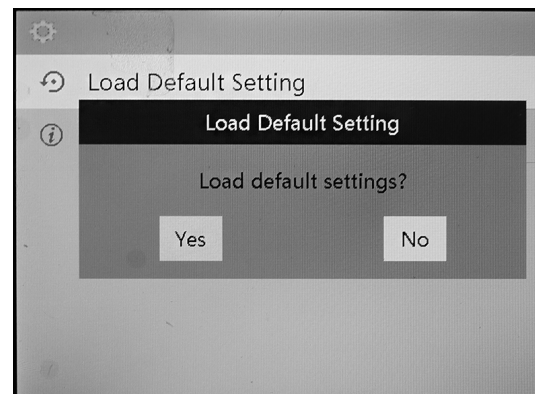 Load Default Setting
Load Default Setting
Load default settings?
Yes
No